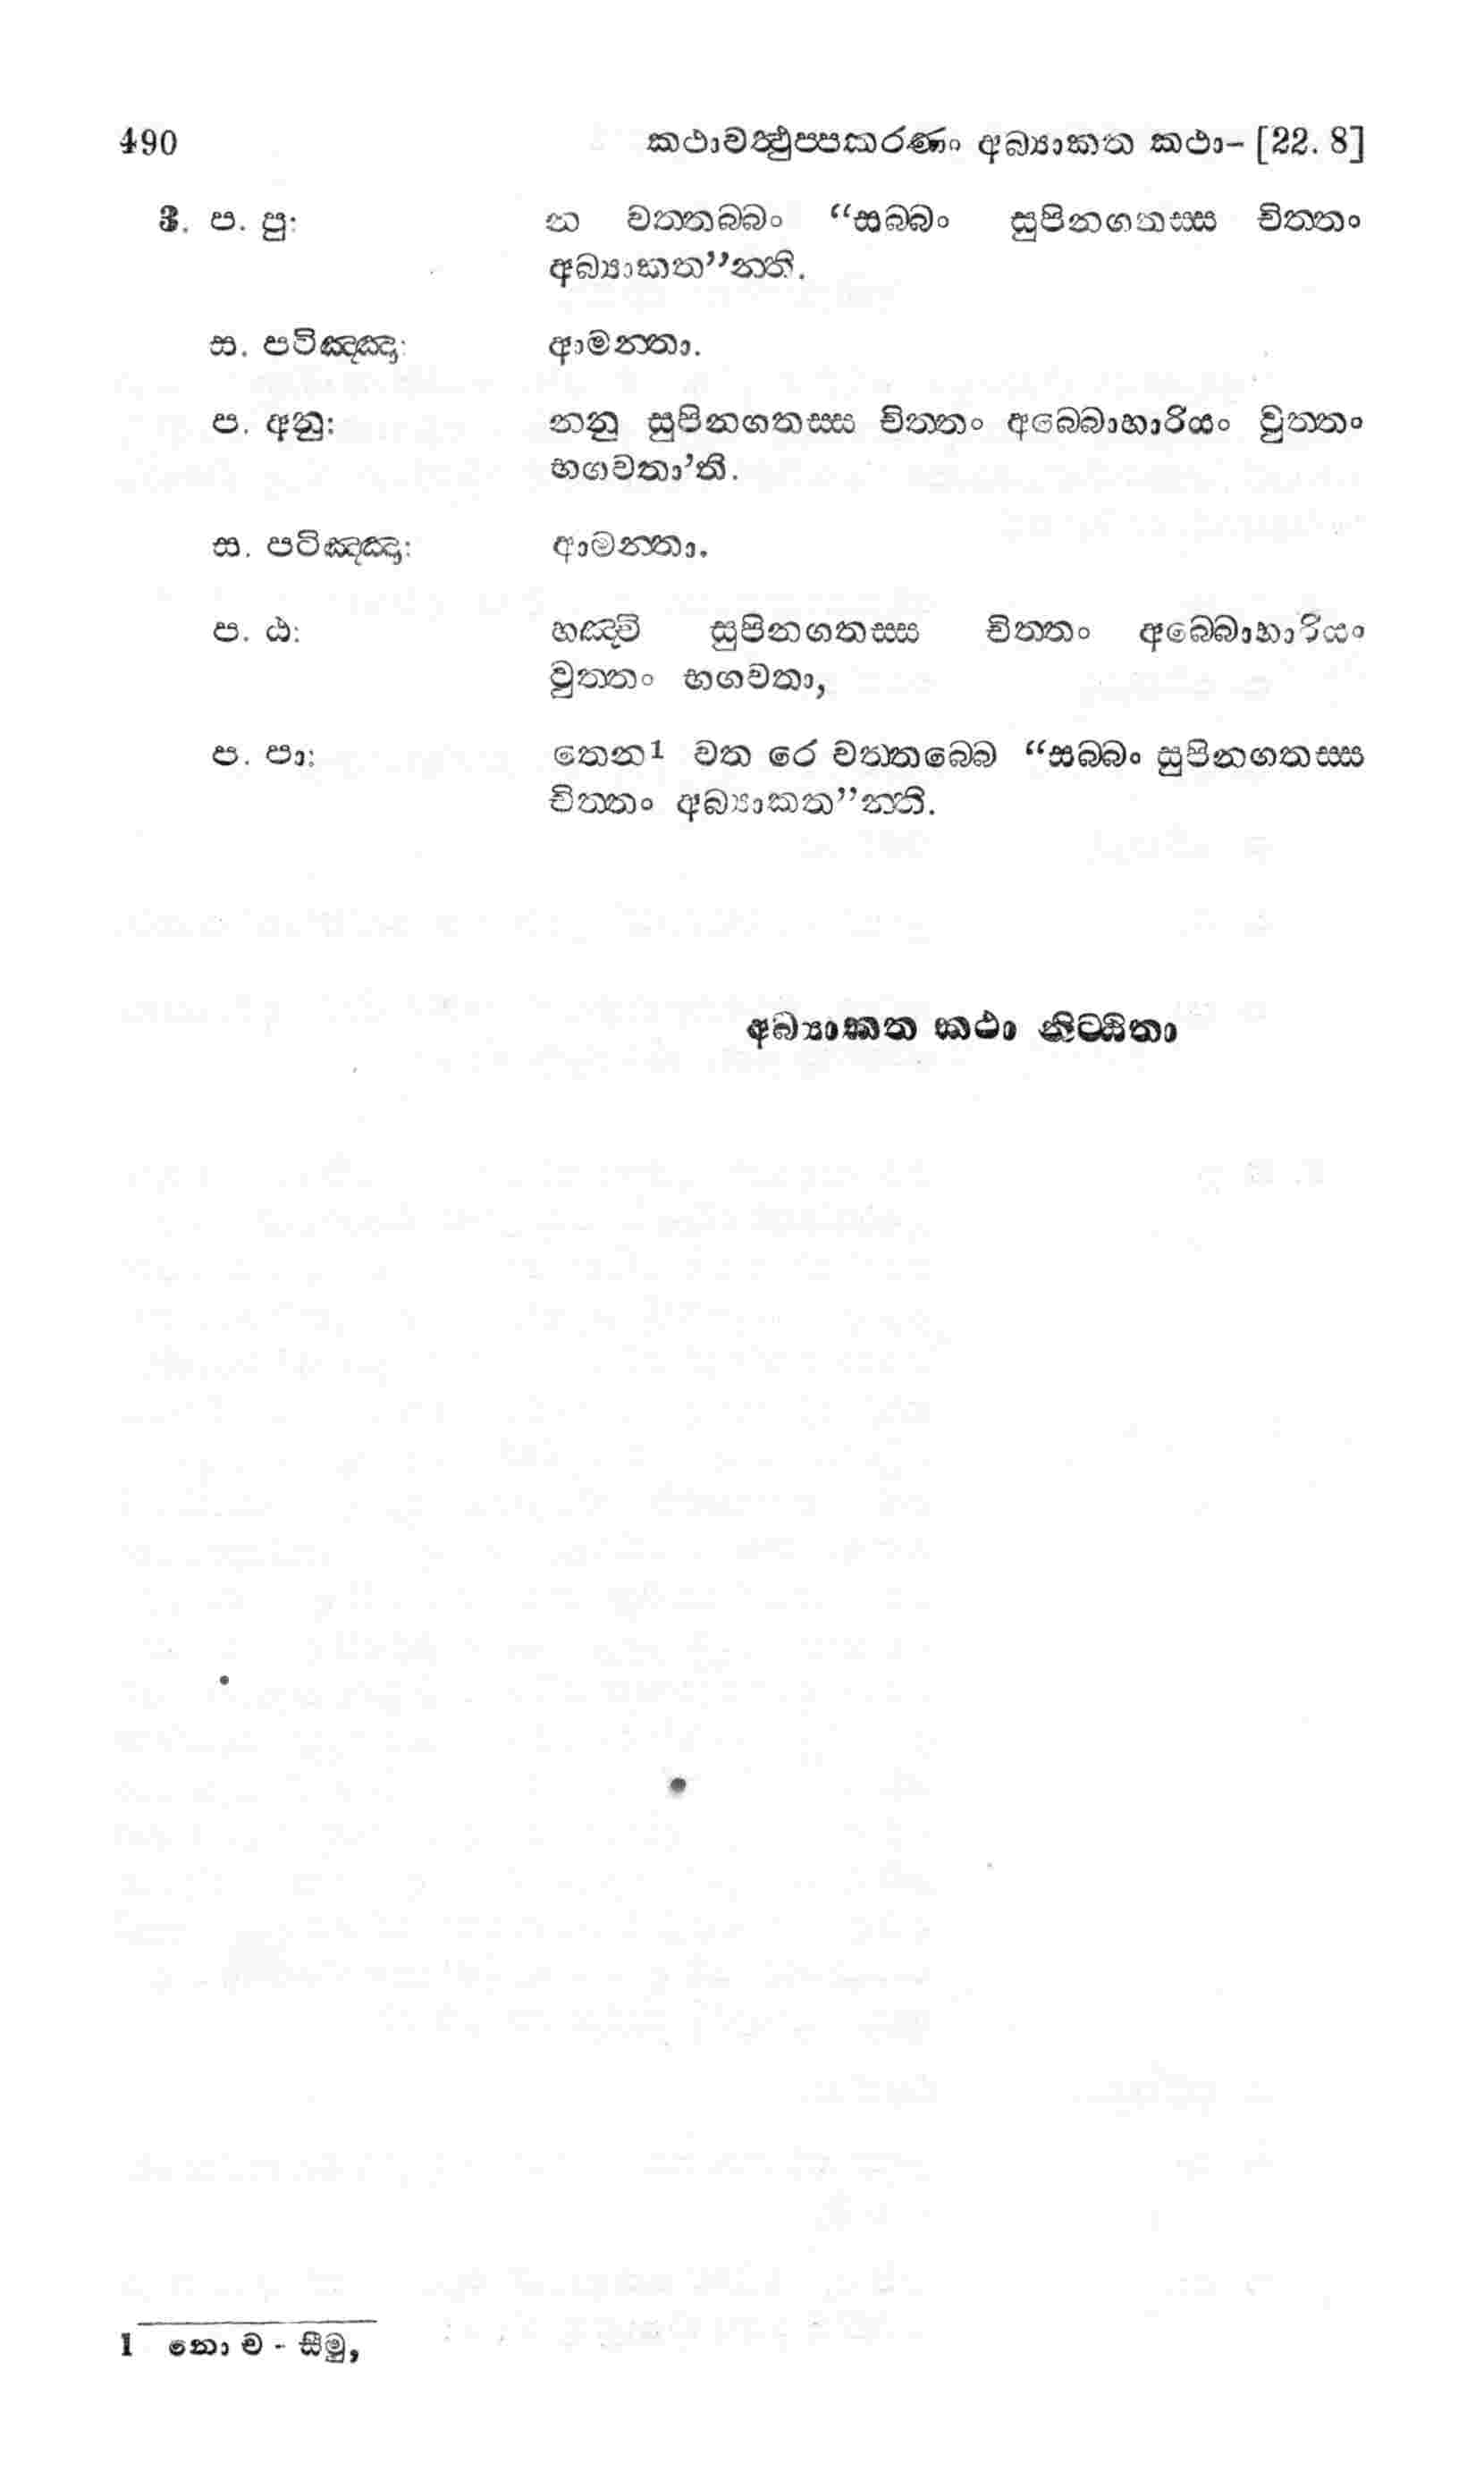 490 කථාවත්‍ථුප්පකරණං අබ්‍යාකත කථා- [22. 8]
3. ප. පු: න වත්තබ්බං “සබ්බං සුපිනගතස්ස චිත්තං
අබ්‍යාකත”න්ති.
ස. පටිඤ්ඤා: ආමන්තා.
ප. අනු: නනු සුපිනගතස්ස චිත්තං අබ්බොහාරියං වුත්තං
භගවතා’ති.
ස. පටිඤ්ඤා: ආමන්තා.
ප. ඨ: හඤ්චි සුපිනගතස්ස චිත්තං අබ්බොහාරියං
වුත්තං භගවතා,
ප. පා: තෙන1 වත රේ වත්තබ්බෙ “සබ්බං සුපිනගතස්ස
චිත්තං අබ්‍යාකත”න්ති.
අබ්‍යාකත කථා නිට්ඨිතා
1 නො ච - සීමු,